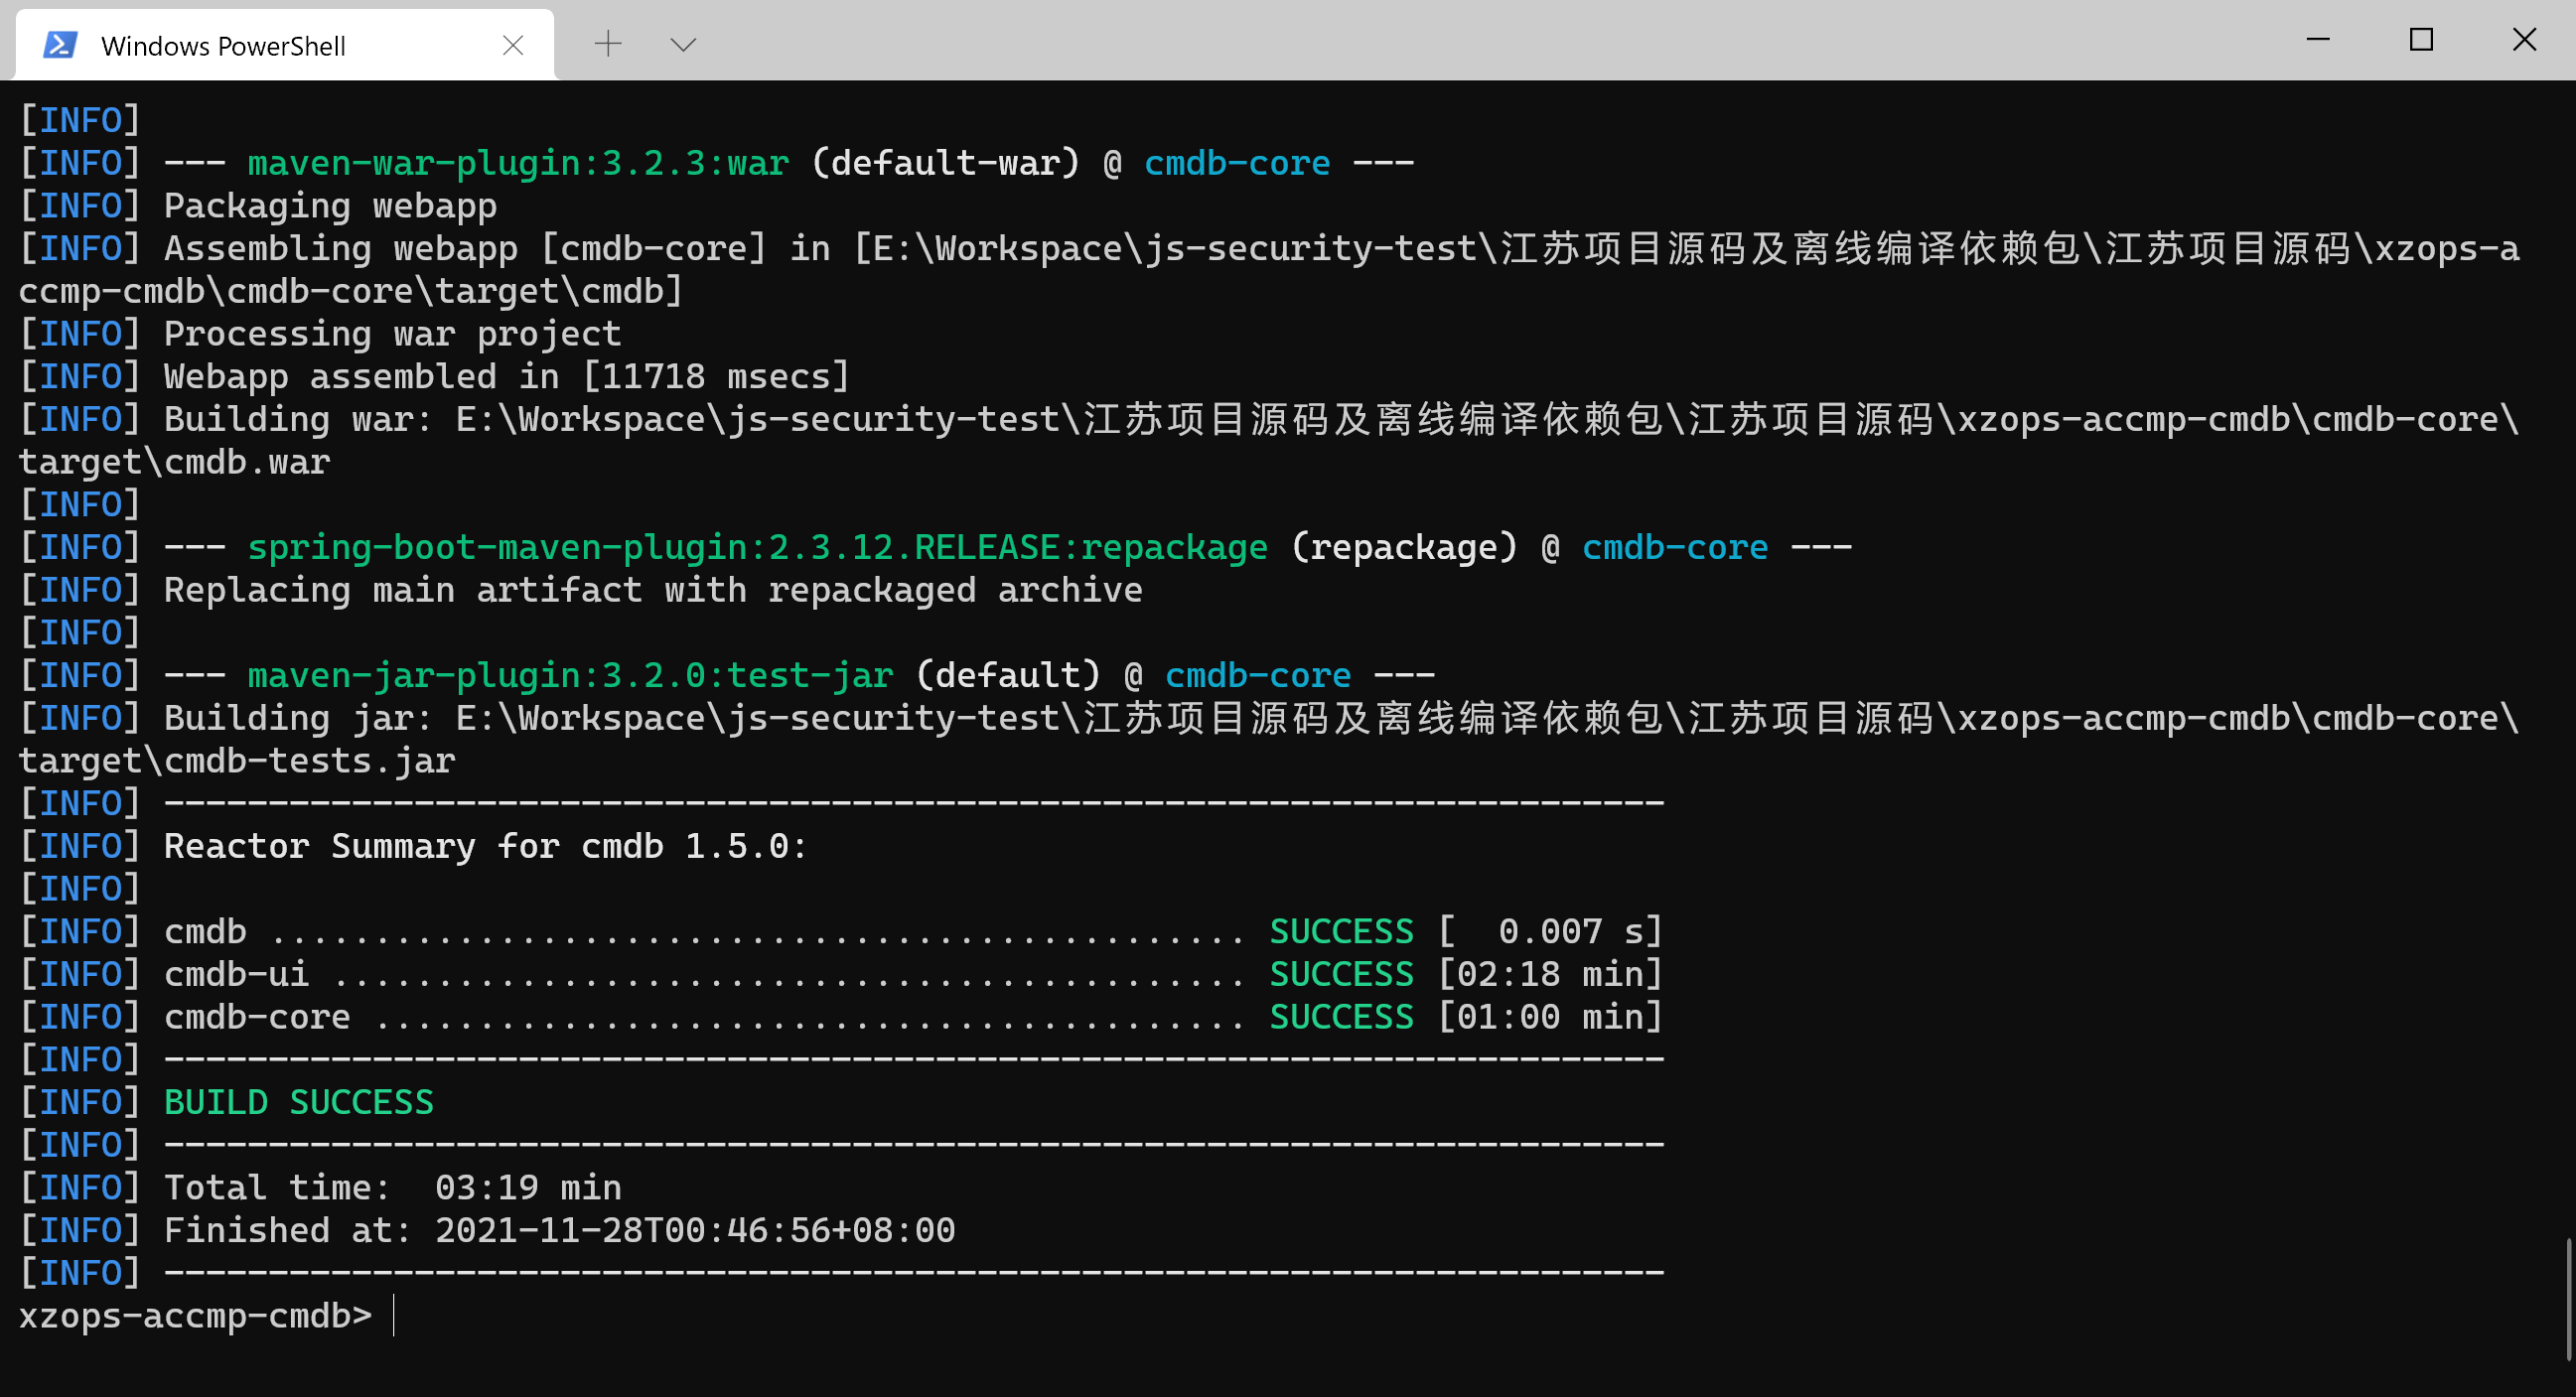 Windows PowerShell
[INFO]
[INFO] --- maven-war-plugin:3.2.3:war (default-war) @ cmdb-core ---
[INFO] Packaging webapp
[INFO] Assembling webapp [cmdb-core] in [E:\Workspace\js-security-test\江苏项目源码及离线编译依赖包\江苏项目源码\xzops-a
ccmp-cmdb\cmdb-core\target\cmdb]
[INFO] Processing war project
[INFO] Webapp assembled in [11718 msecs]
[INFO] Building war: E:\Workspace\js-security-test\江苏项目源码及离线编译依赖包\江苏项目源码\xzops-accmp-cmdb\cmdb-core\
target\cmdb.war
[INFO]
[INFO] --- spring-boot-maven-plugin:2.3.12.RELEASE:repackage (repackage) @ cmdb-core ---
[INFO] Replacing main artifact with repackaged archive
[INFO]
[INFO] --- maven-jar-plugin:3.2.0:test-jar (default) @ cmdb-core ---
[INFO] Building jar: E:\Workspace\js-security-test\江苏项目源码及离线编译依赖包\江苏项目源码\xzops-accmp-cmdb\cmdb-core\
target\cmdb-tests.jar
[INFO] ------------------------------------------------------------------------
[INFO] Reactor Summary for cmdb 1.5.0:
[INFO]
[INFO] cmdb ............................................... SUCCESS [  0.007 s]
[INFO] cmdb-ui ............................................ SUCCESS [02:18 min]
[INFO] cmdb-core .......................................... SUCCESS [01:00 min]
[INFO] ------------------------------------------------------------------------
[INFO] BUILD SUCCESS
[INFO] ------------------------------------------------------------------------
[INFO] Total time:  03:19 min
[INFO] Finished at: 2021-11-28T00:46:56+08:00
[INFO] ------------------------------------------------------------------------
xzops-accmp-cmdb>